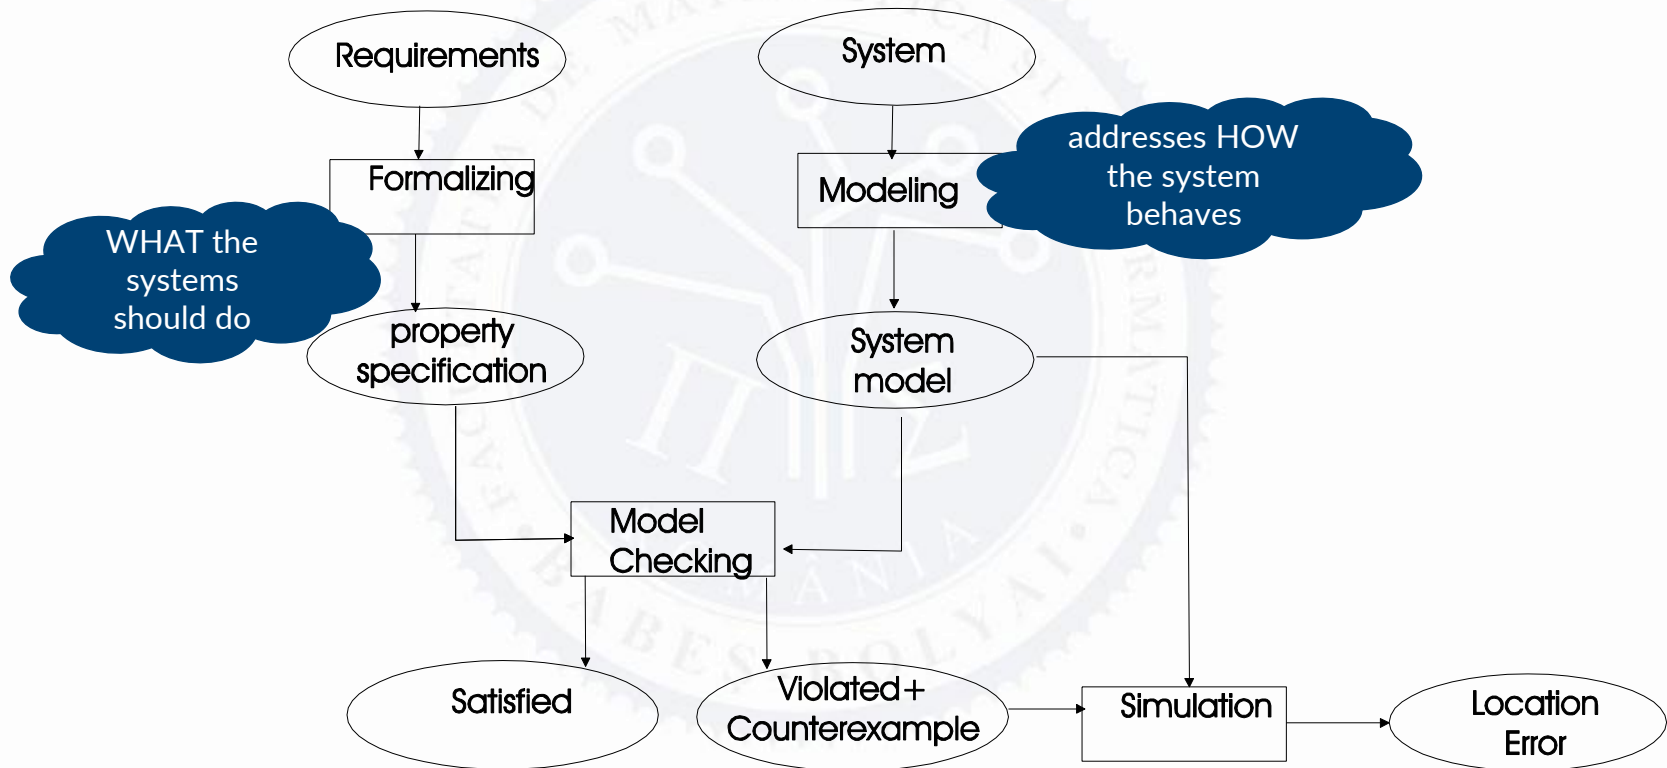 Requirements
System
Formalizing
Modeling
addresses HOW
the system
behaves
WHAT the
systems
should do
property
specification
System
model
Model
Checking
Satisfied
Violated+
Counterexample
Simulation
Location
Error